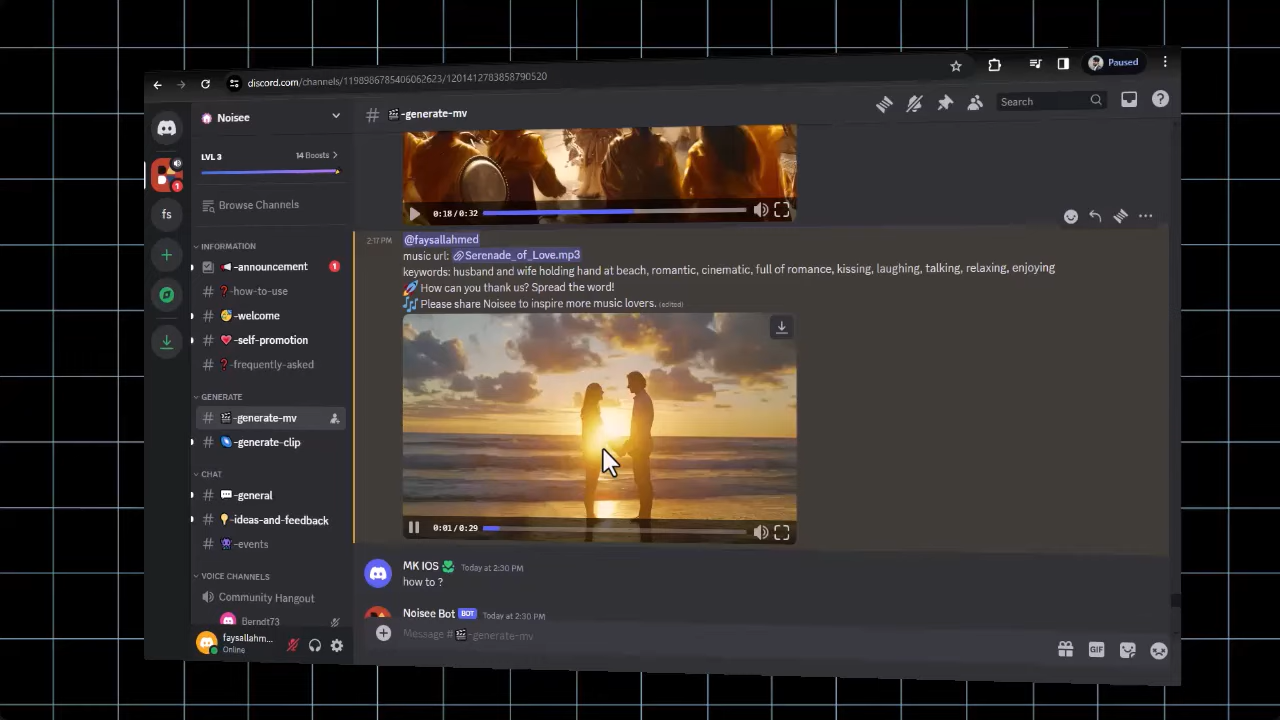 discord.com/channels/1198986785406062623/1201412783858790520
Paused
Noisee
# 🎬-generate-mv
Search
LVL 3
14 Boosts
Browse Channels
fs
INFORMATION
-announcement
1
# ❓-how-to-use
# -welcome
# -self-promotion
# ❓-frequently-asked
GENERATE
# 🎬-generate-mv
# -generate-clip
CHAT
# 💬-general
# 💡-ideas-and-feedback
# 👾-events
VOICE CHANNELS
Community Hangout
Berndt73
faysallahm...
Online
0:18 / 0:32
2:17 PM
@faysallahmed
music url: Serenade_of_Love.mp3
keywords: husband and wife holding hand at beach, romantic, cinematic, full of romance, kissing, laughing, talking, relaxing, enjoying
🚀 How can you thank us? Spread the word!
🎶 Please share Noisee to inspire more music lovers. (edited)
0:01 / 0:29
MK IOS Today at 2:30 PM
how to ?
Noisee Bot BOT Today at 2:30 PM
Message #🎬-generate-mv
GIF